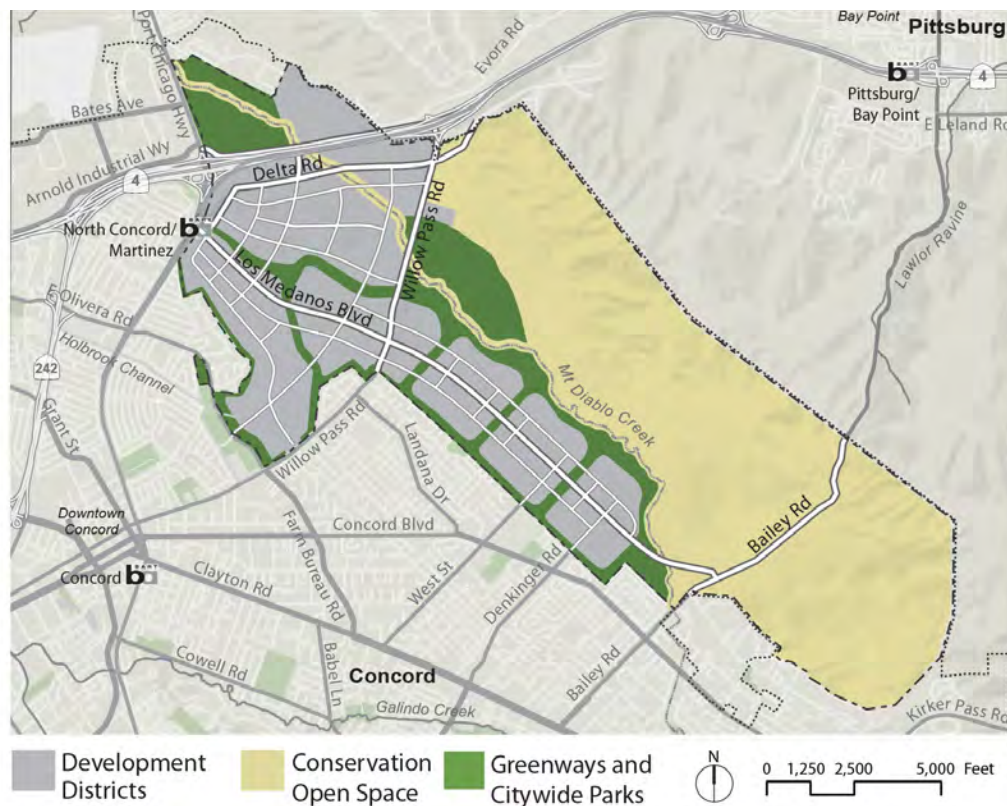 Bay Point
Pittsburg
Port Chicago Hwy
Evora Rd
b
4
Pittsburg/
Bay Point
Bates Ave
E Leland Rd
Arnold Industrial Wy
4
Delta Rd
Willow Pass Rd
North Concord/
Martinez
b
Los Medanos Blvd
Lawlor Ravine
Olivera Rd
Holbrook Channel
242
Grant St
Mt Diablo Creek
Willow Pass Rd
Landana Dr
Bailey Rd
Downtown
Concord
Concord Blvd
Farm Bureau Rd
West St
Denkinger Rd
Concord
b
Clayton Rd
Babel Ln
Bailey Rd
Cowell Rd
Concord
Galindo Creek
Kirker Pass Rd
Development
Districts
Conservation
Open Space
Greenways and
Citywide Parks
N
0 1,250 2,500 5,000 Feet